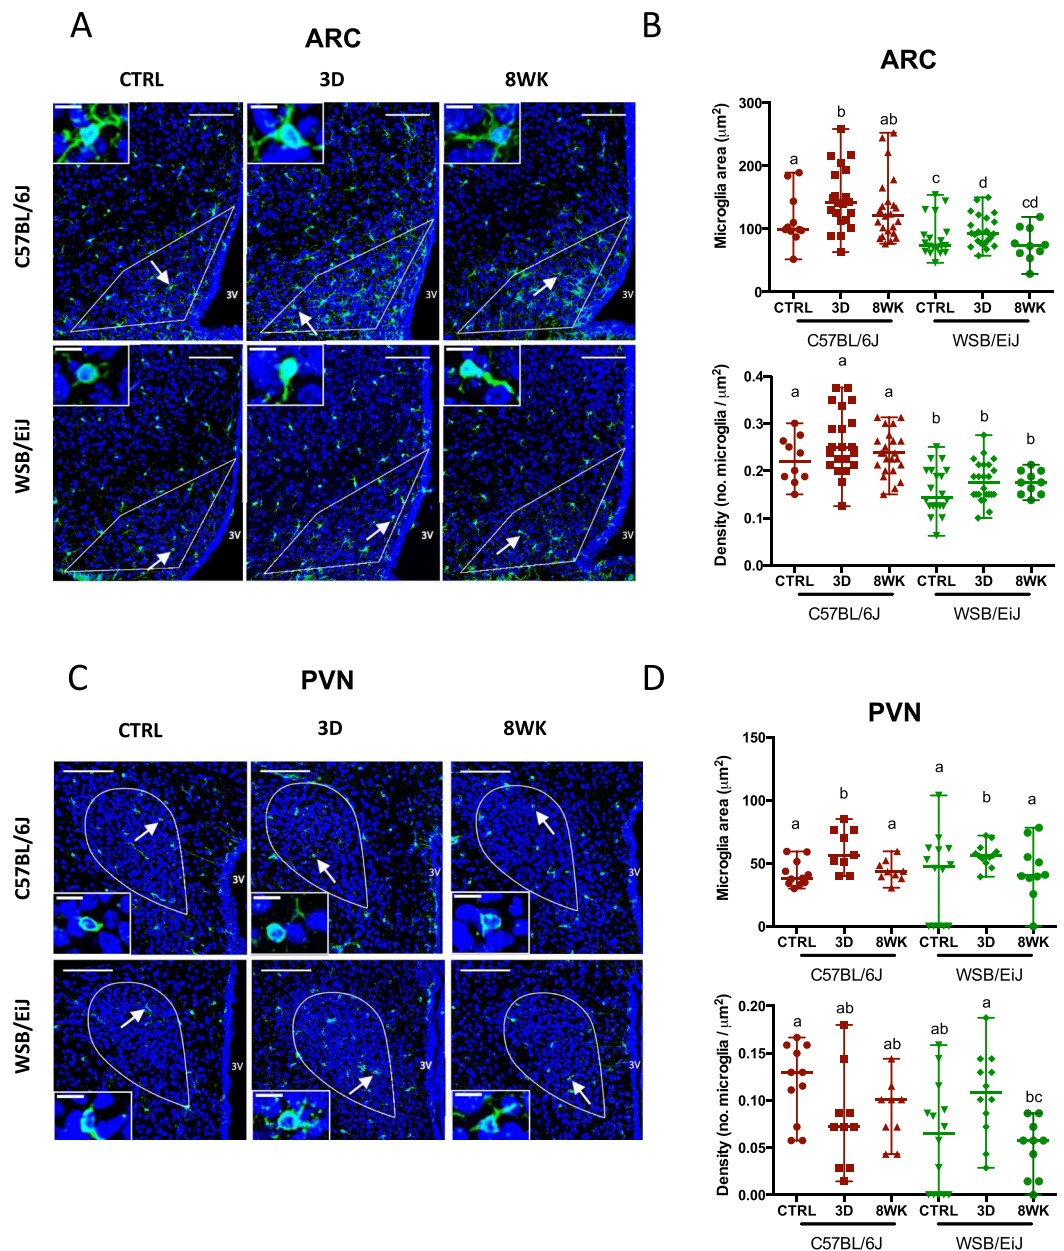 A
ARC
CTRL 3D 8WK
C57BL/6J
3V 3V 3V
WSB/EiJ
3V 3V 3V
B
ARC
Microglia area (μm2)
300
200
100
0
a b ab c d cd
CTRL 3D 8WK CTRL 3D 8WK
C57BL/6J WSB/EiJ
Density (no. microglia / μm2)
0.4
0.3
0.2
0.1
0.0
a a a b b b
CTRL 3D 8WK CTRL 3D 8WK
C57BL/6J WSB/EiJ
C
PVN
CTRL 3D 8WK
C57BL/6J
WSB/EiJ
3V 3V 3V
D
PVN
Microglia area (μm2)
150
100
50
0
a b a a b a
CTRL 3D 8WK CTRL 3D 8WK
C57BL/6J WSB/EiJ
Density (no. microglia / μm2)
0.20
0.15
0.10
0.05
0.00
a ab ab ab a bc
CTRL 3D 8WK CTRL 3D 8WK
C57BL/6J WSB/EiJ